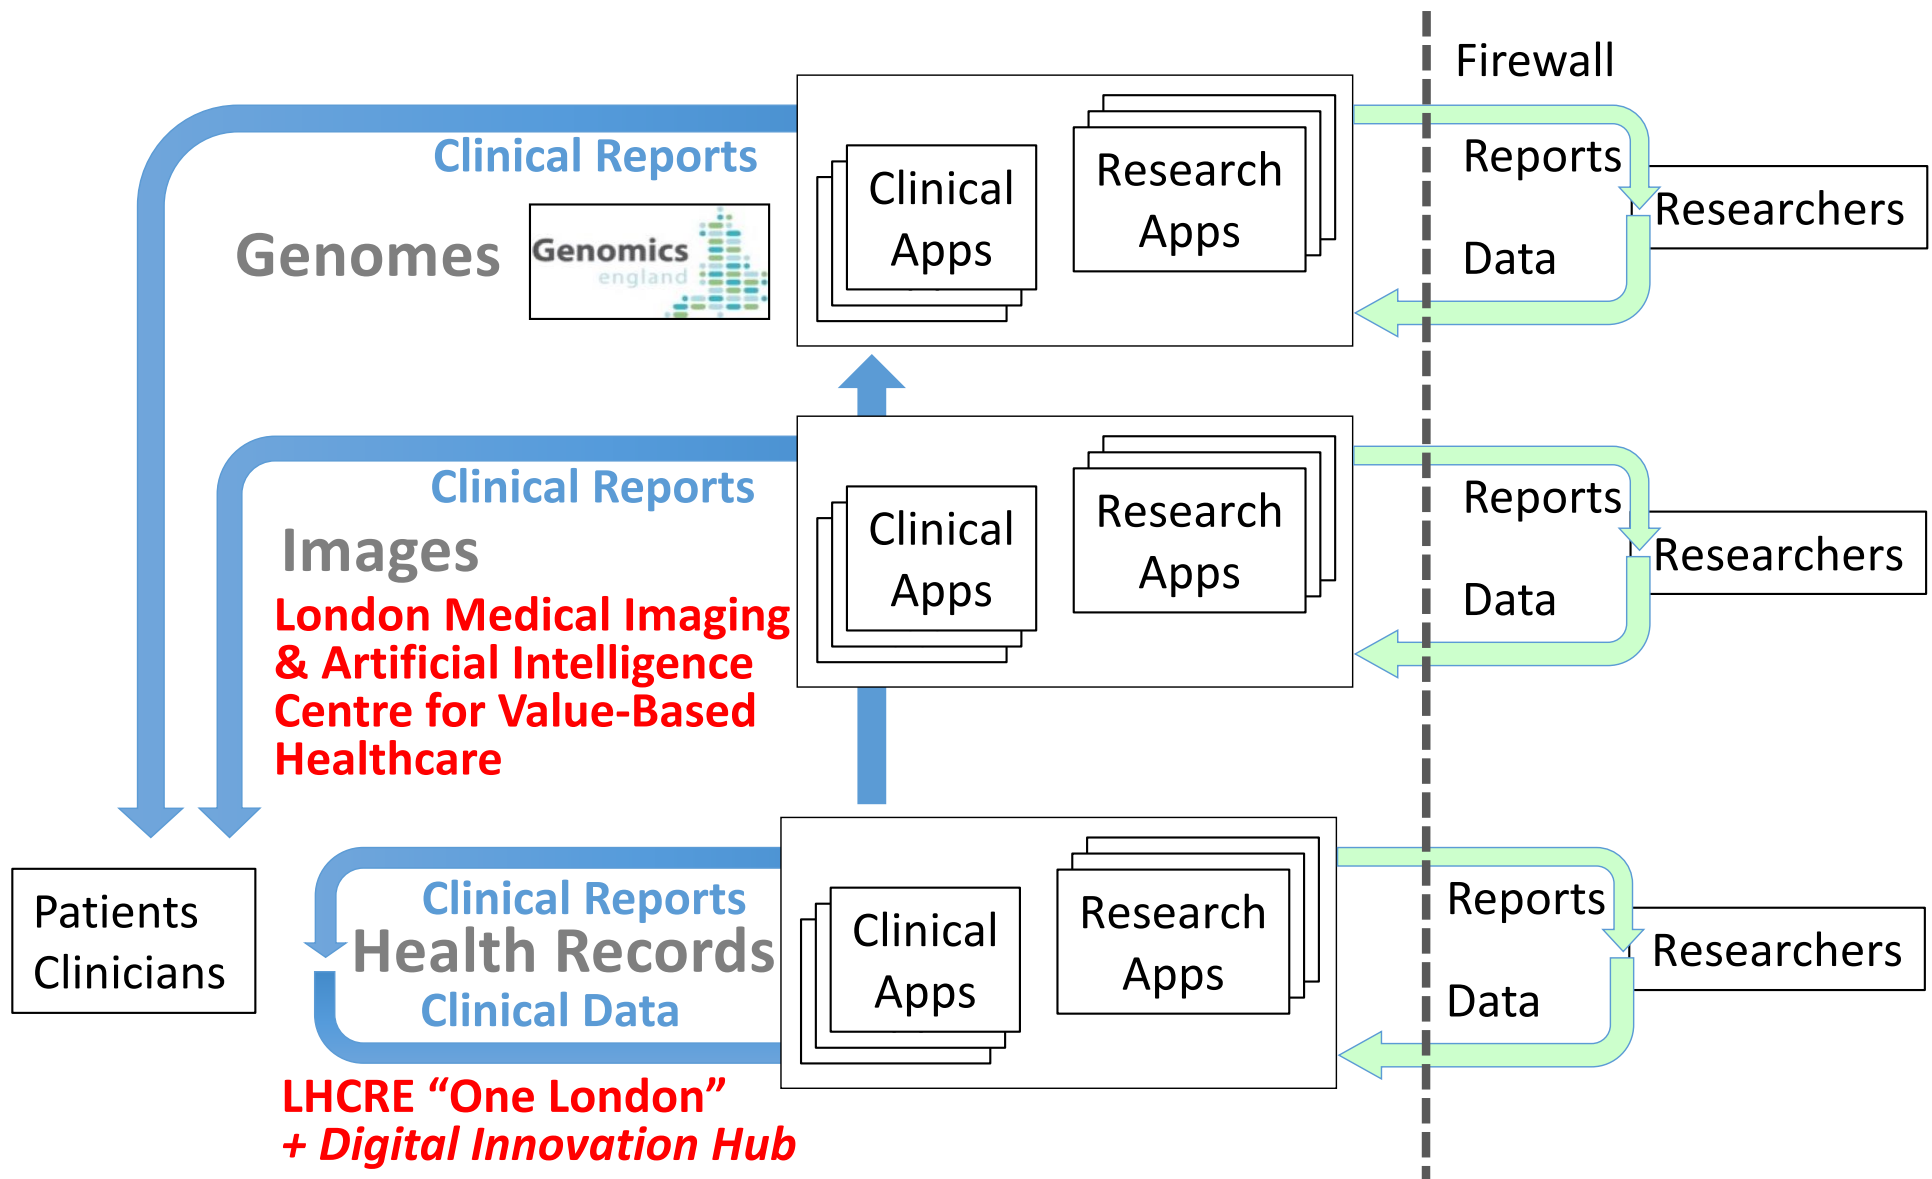 Firewall
Clinical Reports
Genomes
Genomics
england
Clinical
Apps
Research
Apps
Reports
Data
Researchers
Clinical Reports
Images
London Medical Imaging
& Artificial Intelligence
Centre for Value-Based
Healthcare
Clinical
Apps
Research
Apps
Reports
Data
Researchers
Patients
Clinicians
Clinical Reports
Health Records
Clinical Data
LHCRE “One London”
+ Digital Innovation Hub
Clinical
Apps
Research
Apps
Reports
Data
Researchers